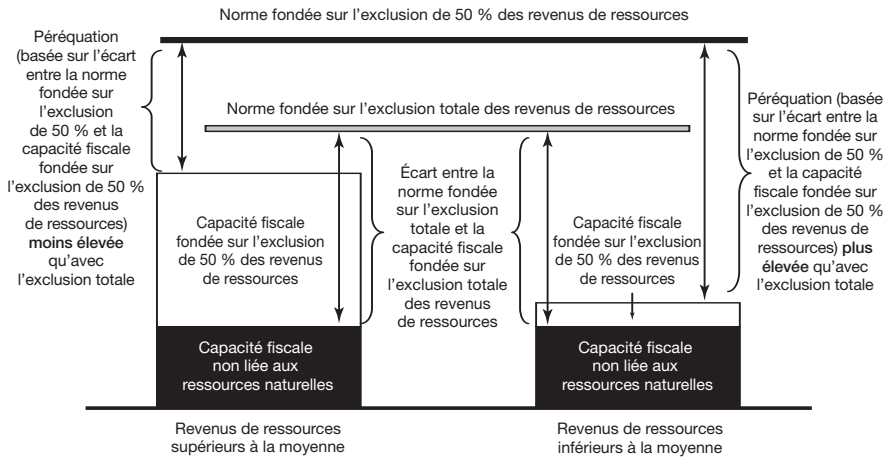 Norme fondée sur l'exclusion de 50 % des revenus de ressources
Péréquation
(basée sur l'écart
entre la norme
fondée sur
l'exclusion
de 50 % et la
capacité fiscale
fondée sur
l'exclusion de 50 %
des revenus
de ressources)
moins élevée
qu'avec
l'exclusion totale
Norme fondée sur l'exclusion totale des revenus de ressources
Capacité fiscale
fondée sur l'exclusion
de 50 % des revenus
de ressources
Écart entre la
norme fondée
sur l'exclusion
totale et la
capacité fiscale
fondée sur
l'exclusion totale
des revenus
de ressources
Capacité fiscale
fondée sur l'exclusion
de 50 % des revenus
de ressources
Péréquation (basée
sur l'écart entre la
norme fondée sur
l'exclusion de 50 %
et la capacité
fiscale fondée sur
l'exclusion de 50 %
des revenus de
ressources) plus
élevée qu'avec
l'exclusion totale
Capacité fiscale
non liée aux
ressources naturelles
Capacité fiscale
non liée aux
ressources naturelles
Revenus de ressources
supérieurs à la moyenne
Revenus de ressources
inférieurs à la moyenne